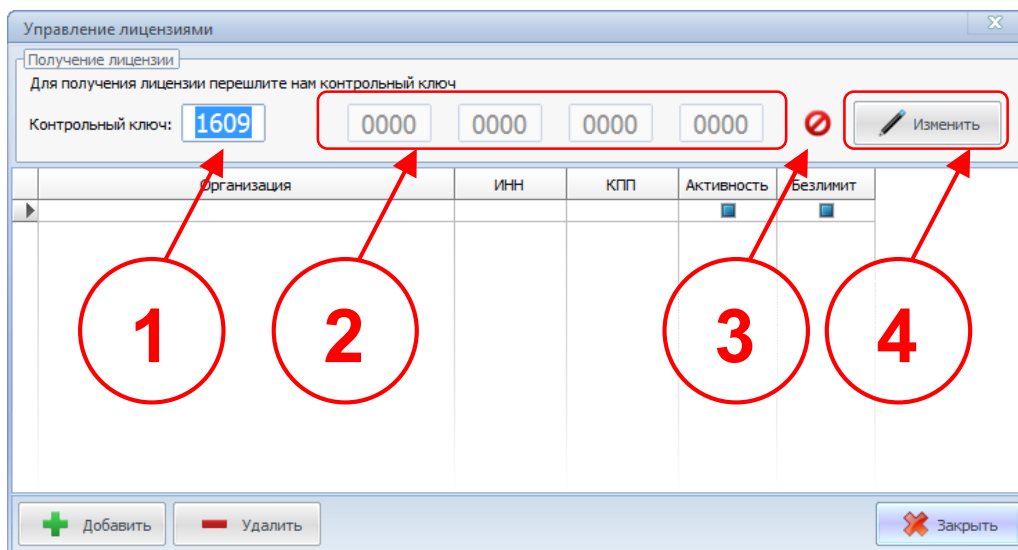 Управление лицензиями
Получение лицензии
Для получения лицензии перешлите нам контрольный ключ
Контрольный ключ: 1609 0000 0000 0000 0000 Изменить
Организация ИНН КПП Активность Безлимит
1 2 3 4
Добавить Удалить Закрыть